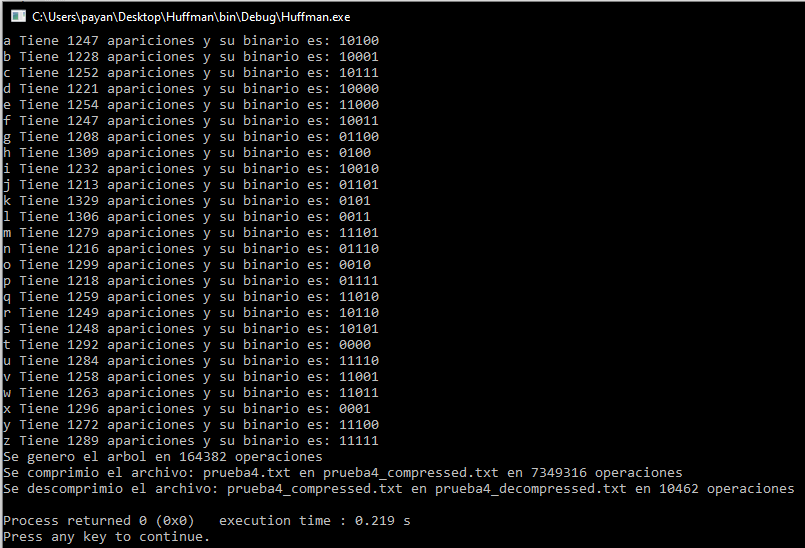 C:\Users\payan\Desktop\Huffman\bin\Debug\Huffman.exe
a Tiene 1247 apariciones y su binario es: 10100
b Tiene 1228 apariciones y su binario es: 10001
c Tiene 1252 apariciones y su binario es: 10111
d Tiene 1221 apariciones y su binario es: 10000
e Tiene 1254 apariciones y su binario es: 11000
f Tiene 1247 apariciones y su binario es: 10011
g Tiene 1208 apariciones y su binario es: 01100
h Tiene 1309 apariciones y su binario es: 0100
i Tiene 1232 apariciones y su binario es: 10010
j Tiene 1213 apariciones y su binario es: 01101
k Tiene 1329 apariciones y su binario es: 0101
l Tiene 1306 apariciones y su binario es: 0011
m Tiene 1279 apariciones y su binario es: 11101
n Tiene 1216 apariciones y su binario es: 01110
o Tiene 1299 apariciones y su binario es: 0010
p Tiene 1218 apariciones y su binario es: 01111
q Tiene 1259 apariciones y su binario es: 11010
r Tiene 1249 apariciones y su binario es: 10110
s Tiene 1248 apariciones y su binario es: 10101
t Tiene 1292 apariciones y su binario es: 0000
u Tiene 1284 apariciones y su binario es: 11110
v Tiene 1258 apariciones y su binario es: 11001
w Tiene 1263 apariciones y su binario es: 11011
x Tiene 1296 apariciones y su binario es: 0001
y Tiene 1272 apariciones y su binario es: 11100
z Tiene 1289 apariciones y su binario es: 11111
Se genero el arbol en 164382 operaciones
Se comprimio el archivo: prueba4.txt en prueba4_compressed.txt en 7349316 operaciones
Se descomprimio el archivo: prueba4_compressed.txt en prueba4_decompressed.txt en 10462 operaciones
Process returned 0 (0x0)   execution time : 0.219 s
Press any key to continue.